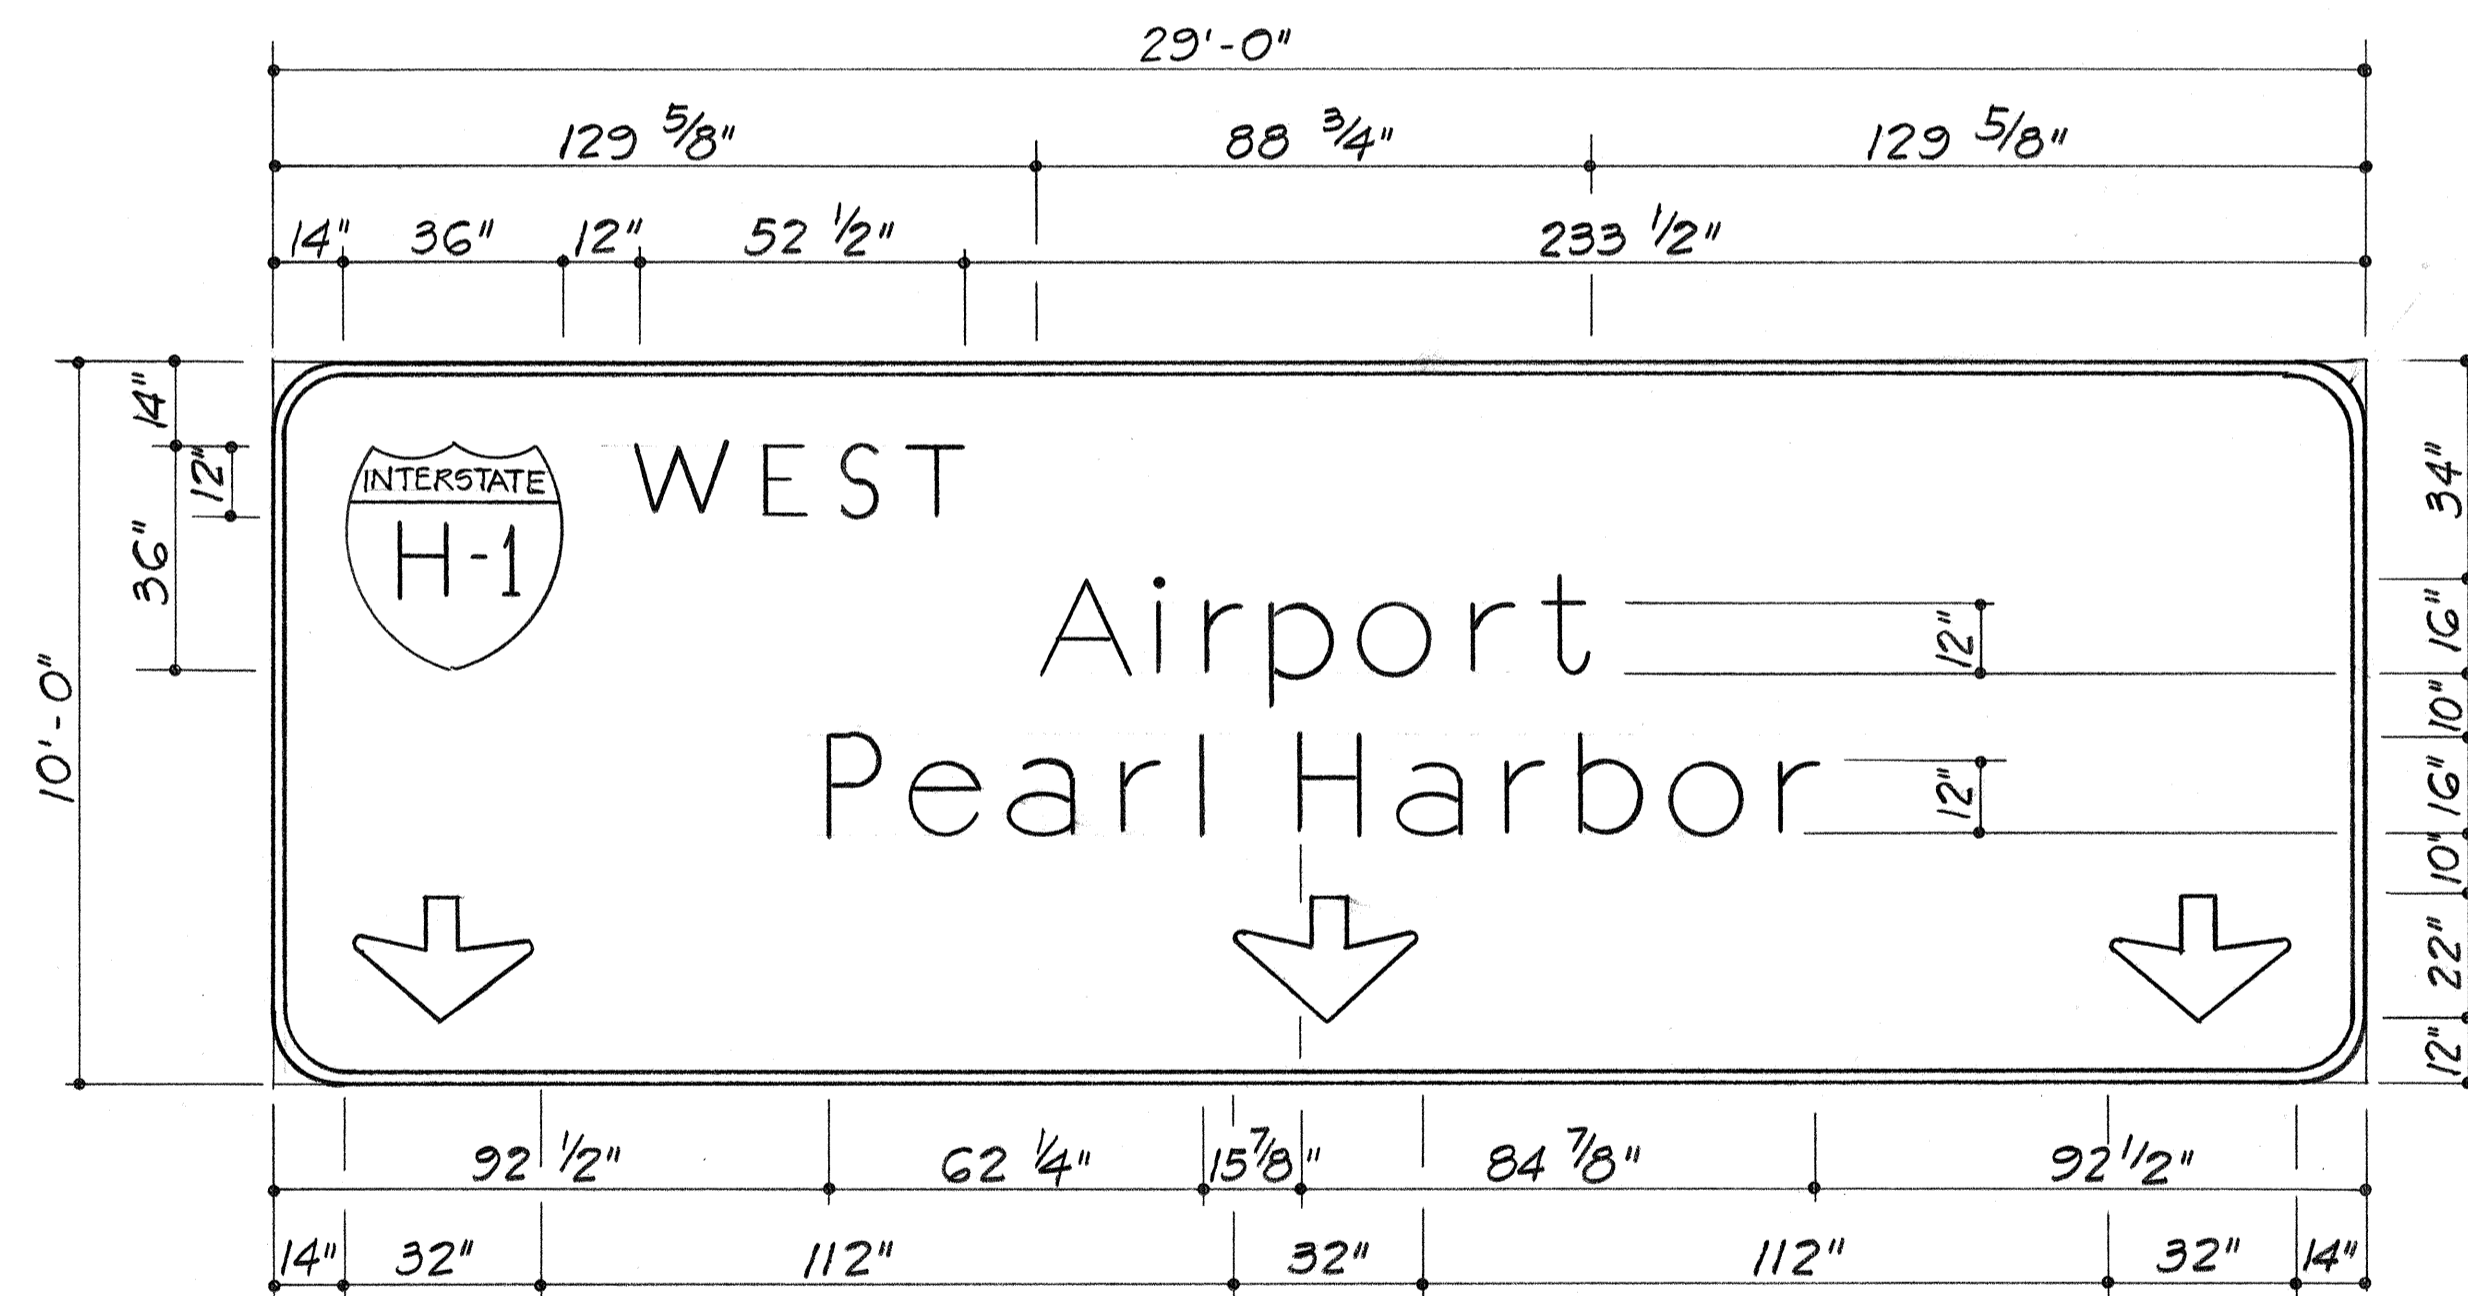 29'-0"
129 5/8" 88 3/4" 129 5/8"
14" 36" 12" 52 1/2" 233 1/2"
14"
12"
36"
10'-0"
INTERSTATE
H-1
WEST
Airport
Pearl Harbor
12"
12"
34"
16"
10"
16"
10"
22"
12"
92 1/2" 62 1/4" 15 7/8" 84 7/8" 92 1/2"
14" 32" 112" 32" 112" 32" 14"